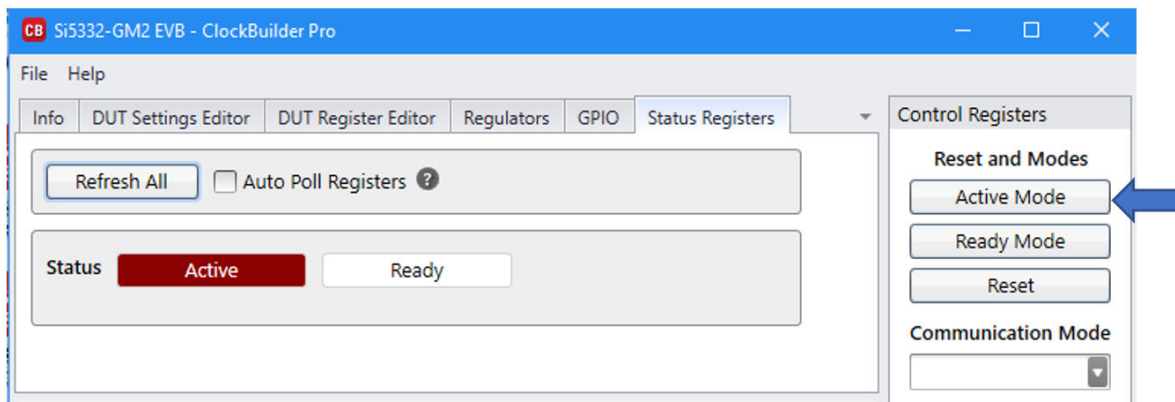 CB Si5332-GM2 EVB - ClockBuilder Pro
File Help
Info DUT Settings Editor DUT Register Editor Regulators GPIO Status Registers
Refresh All Auto Poll Registers ?
Status Active Ready
Control Registers
Reset and Modes
Active Mode
Ready Mode
Reset
Communication Mode